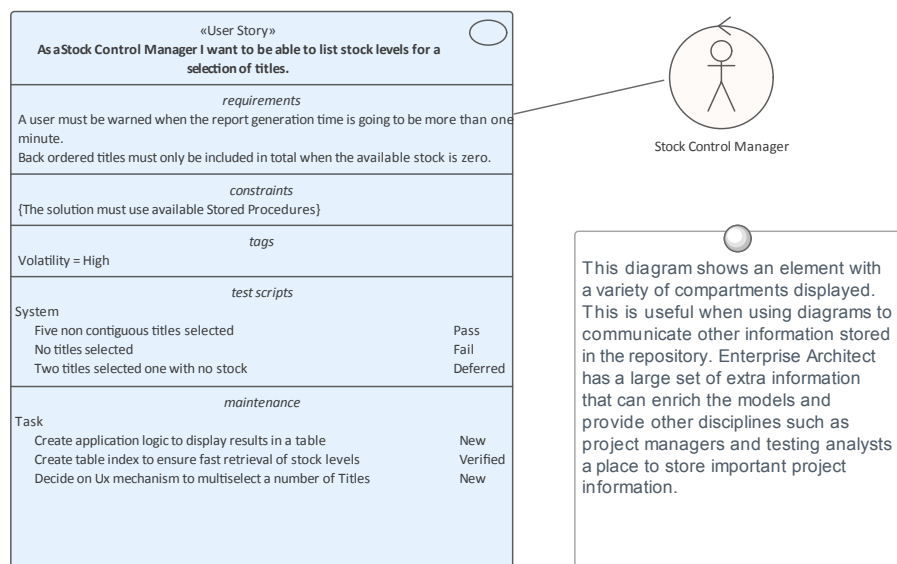 «User Story»
As a Stock Control Manager I want to be able to list stock levels for a
selection of titles.
requirements
A user must be warned when the report generation time is going to be more than one
minute.
Back ordered titles must only be included in total when the available stock is zero.
constraints
{The solution must use available Stored Procedures}
tags
Volatility = High
test scripts
System
Five non contiguous titles selected Pass
No titles selected Fail
Two titles selected one with no stock Deferred
maintenance
Task
Create application logic to display results in a table New
Create table index to ensure fast retrieval of stock levels Verified
Decide on Ux mechanism to multiselect a number of Titles New
Stock Control Manager
This diagram shows an element with
a variety of compartments displayed.
This is useful when using diagrams to
communicate other information stored
in the repository. Enterprise Architect
has a large set of extra information
that can enrich the models and
provide other disciplines such as
project managers and testing analysts
a place to store important project
information.